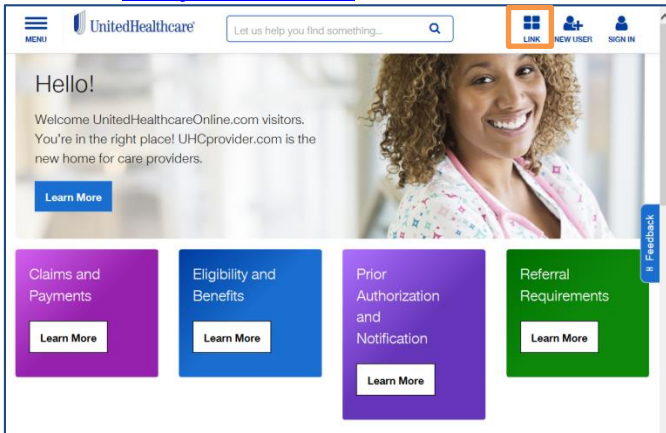 MENU
UnitedHealthcare
Let us help you find something...
LINK
NEW USER
SIGN IN
Hello!
Welcome UnitedHealthcareOnline.com visitors.
You're in the right place! UHCprovider.com is the
new home for care providers.
Learn More
Feedback
Claims and
Payments
Learn More
Eligibility and
Benefits
Learn More
Prior
Authorization
and
Notification
Learn More
Referral
Requirements
Learn More